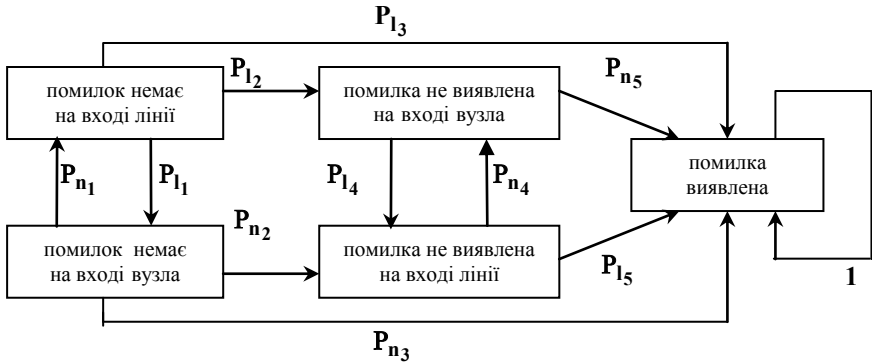 P l3
помилок немає
на вході лінії
P l2
помилка не виявлена
на вході вузла
P n5
P n1
P l1
P l4
P n4
помилка
виявлена
помилок немає
на вході вузла
P n2
помилка не виявлена
на вході лінії
P l5
1
P n3